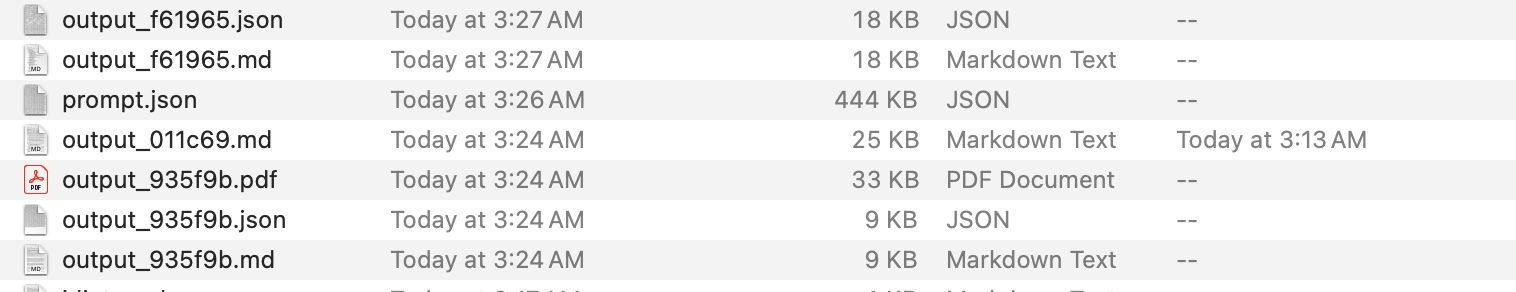 output_f61965.json Today at 3:27 AM 18 KB JSON --
MD output_f61965.md Today at 3:27 AM 18 KB Markdown Text --
prompt.json Today at 3:26 AM 444 KB JSON --
MD output_011c69.md Today at 3:24 AM 25 KB Markdown Text Today at 3:13 AM
PDF output_935f9b.pdf Today at 3:24 AM 33 KB PDF Document --
output_935f9b.json Today at 3:24 AM 9 KB JSON --
MD output_935f9b.md Today at 3:24 AM 9 KB Markdown Text --